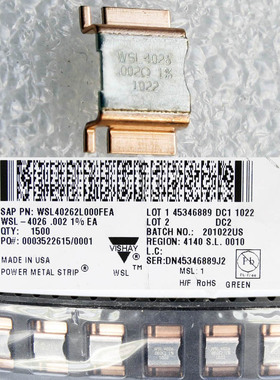 WSL 4026
.002Ω 1%
1022
SAP PN: WSL40262L000FEA
WSL-4026 .002 1% EA
QTY: 1500
PO#: 0003522615/0001
MADE IN U.S.A.
POWER METAL STRIP®
VISHAY
TM
WSL
LOT 1 45346889 DC1 1022
LOT 2 DC2
BATCH NO.: 201022US
REGION: 4140 S.L. 0010
L.C:
SER:DN45346889J2
MSL: 1
H/F RoHS GREEN
Pb